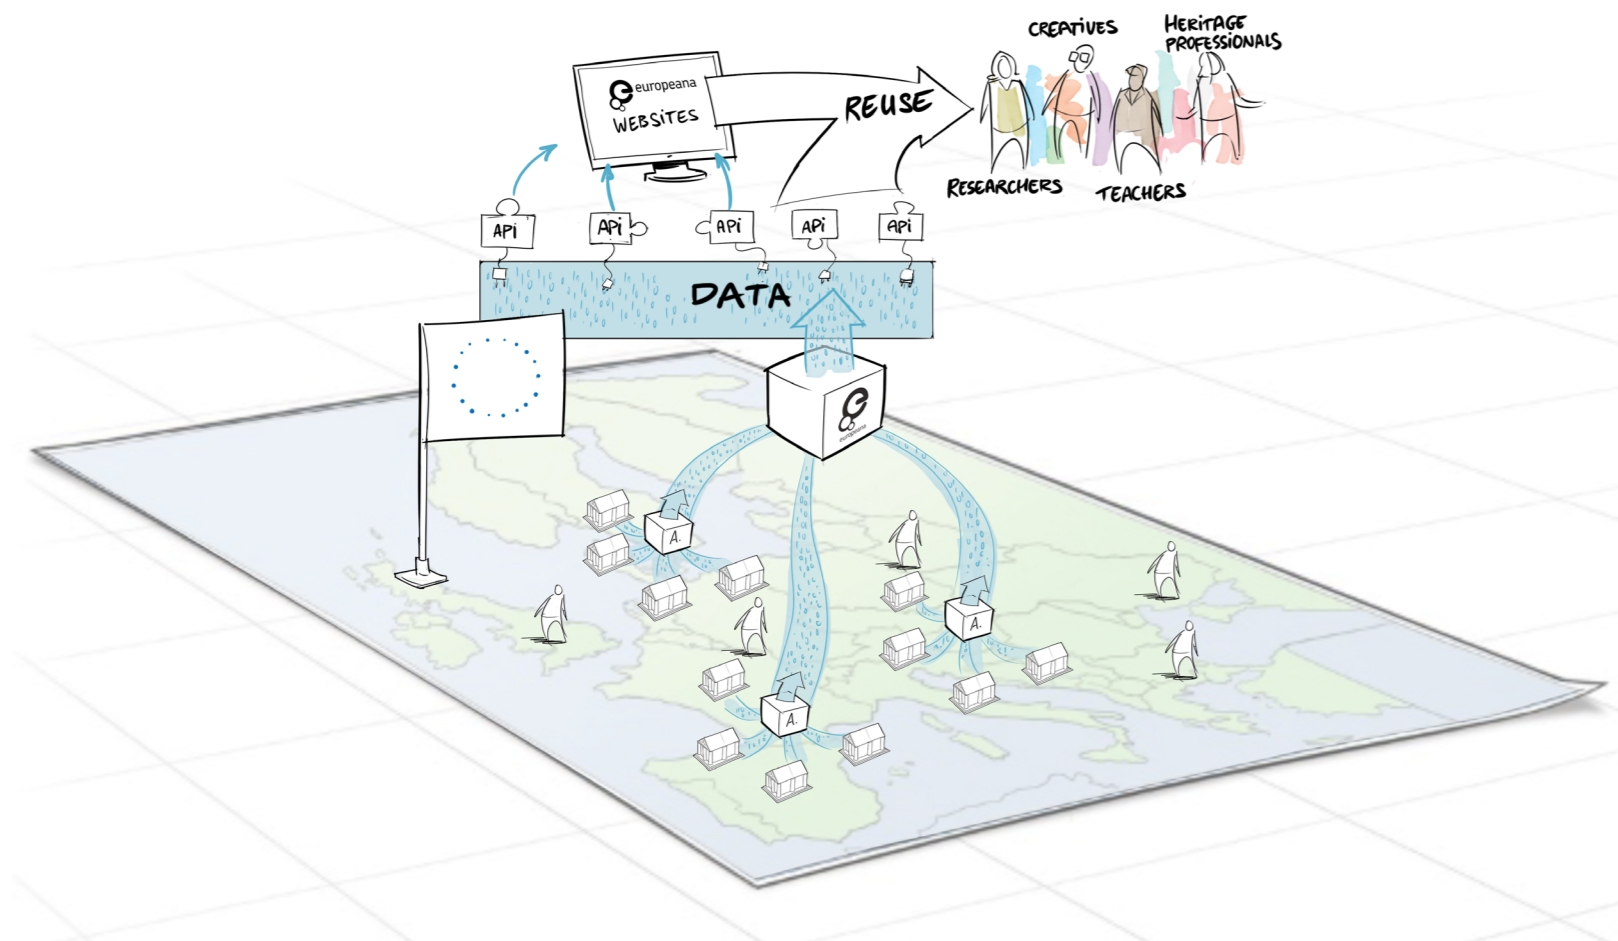 CREATIVES
HERITAGE
PROFESSIONALS
europeana
WEBSITES
REUSE
RESEARCHERS
TEACHERS
API
API
API
API
API
DATA
europeana
A.
A.
A.